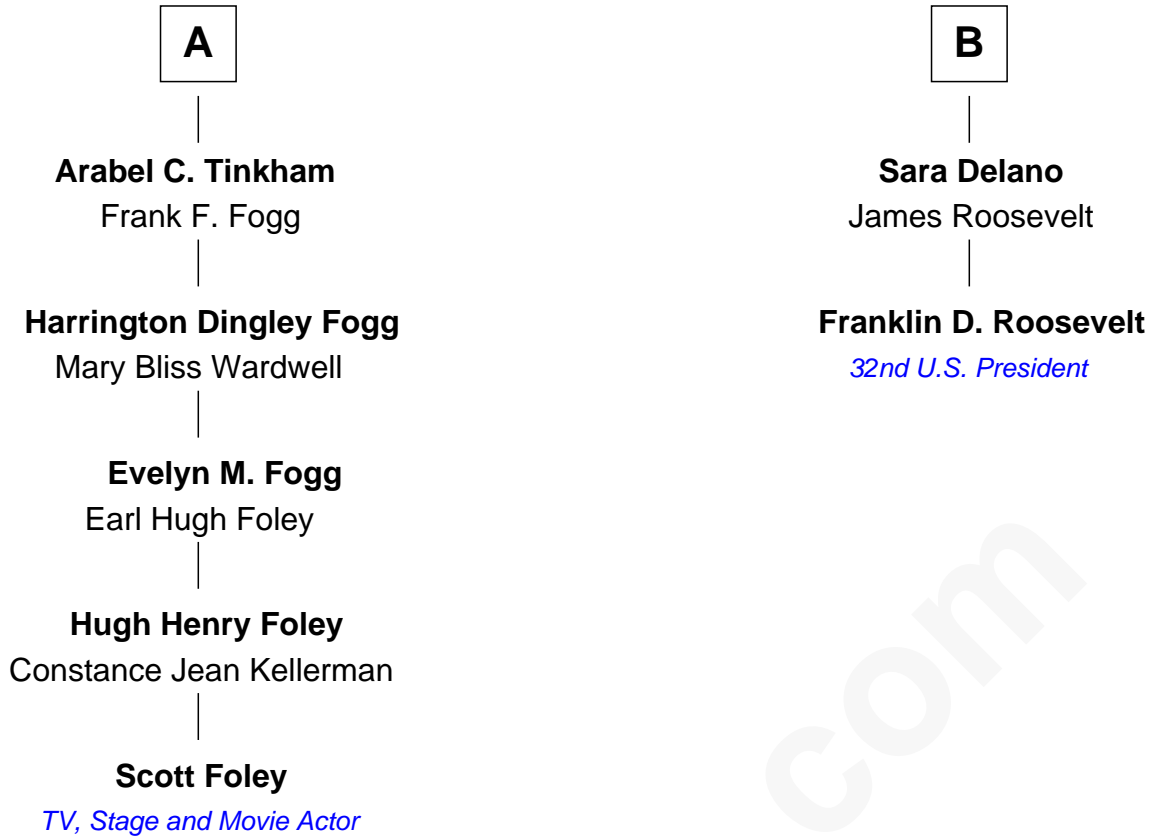 A
Arabel C. Tinkham
Frank F. Fogg
Harrington Dingley Fogg
Mary Bliss Wardwell
Evelyn M. Fogg
Earl Hugh Foley
Hugh Henry Foley
Constance Jean Kellerman
Scott Foley
TV, Stage and Movie Actor
B
Sara Delano
James Roosevelt
Franklin D. Roosevelt
32nd U.S. President
com